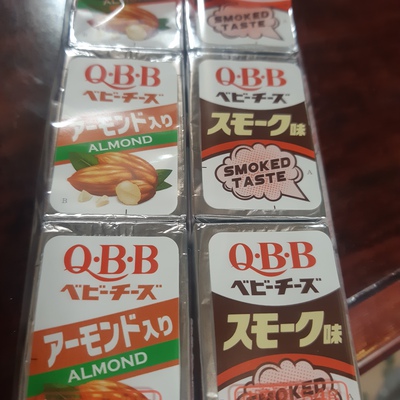 SMOKED
TASTE
Q·B·B
ベビーチーズ
アーモンド入り
ALMOND
B
Q·B·B
ベビーチーズ
スモーク味
SMOKED
TASTE
A
Q·B·B
ベビーチーズ
アーモンド入り
ALMOND
Q·B·B
ベビーチーズ
スモーク味
SMOKED